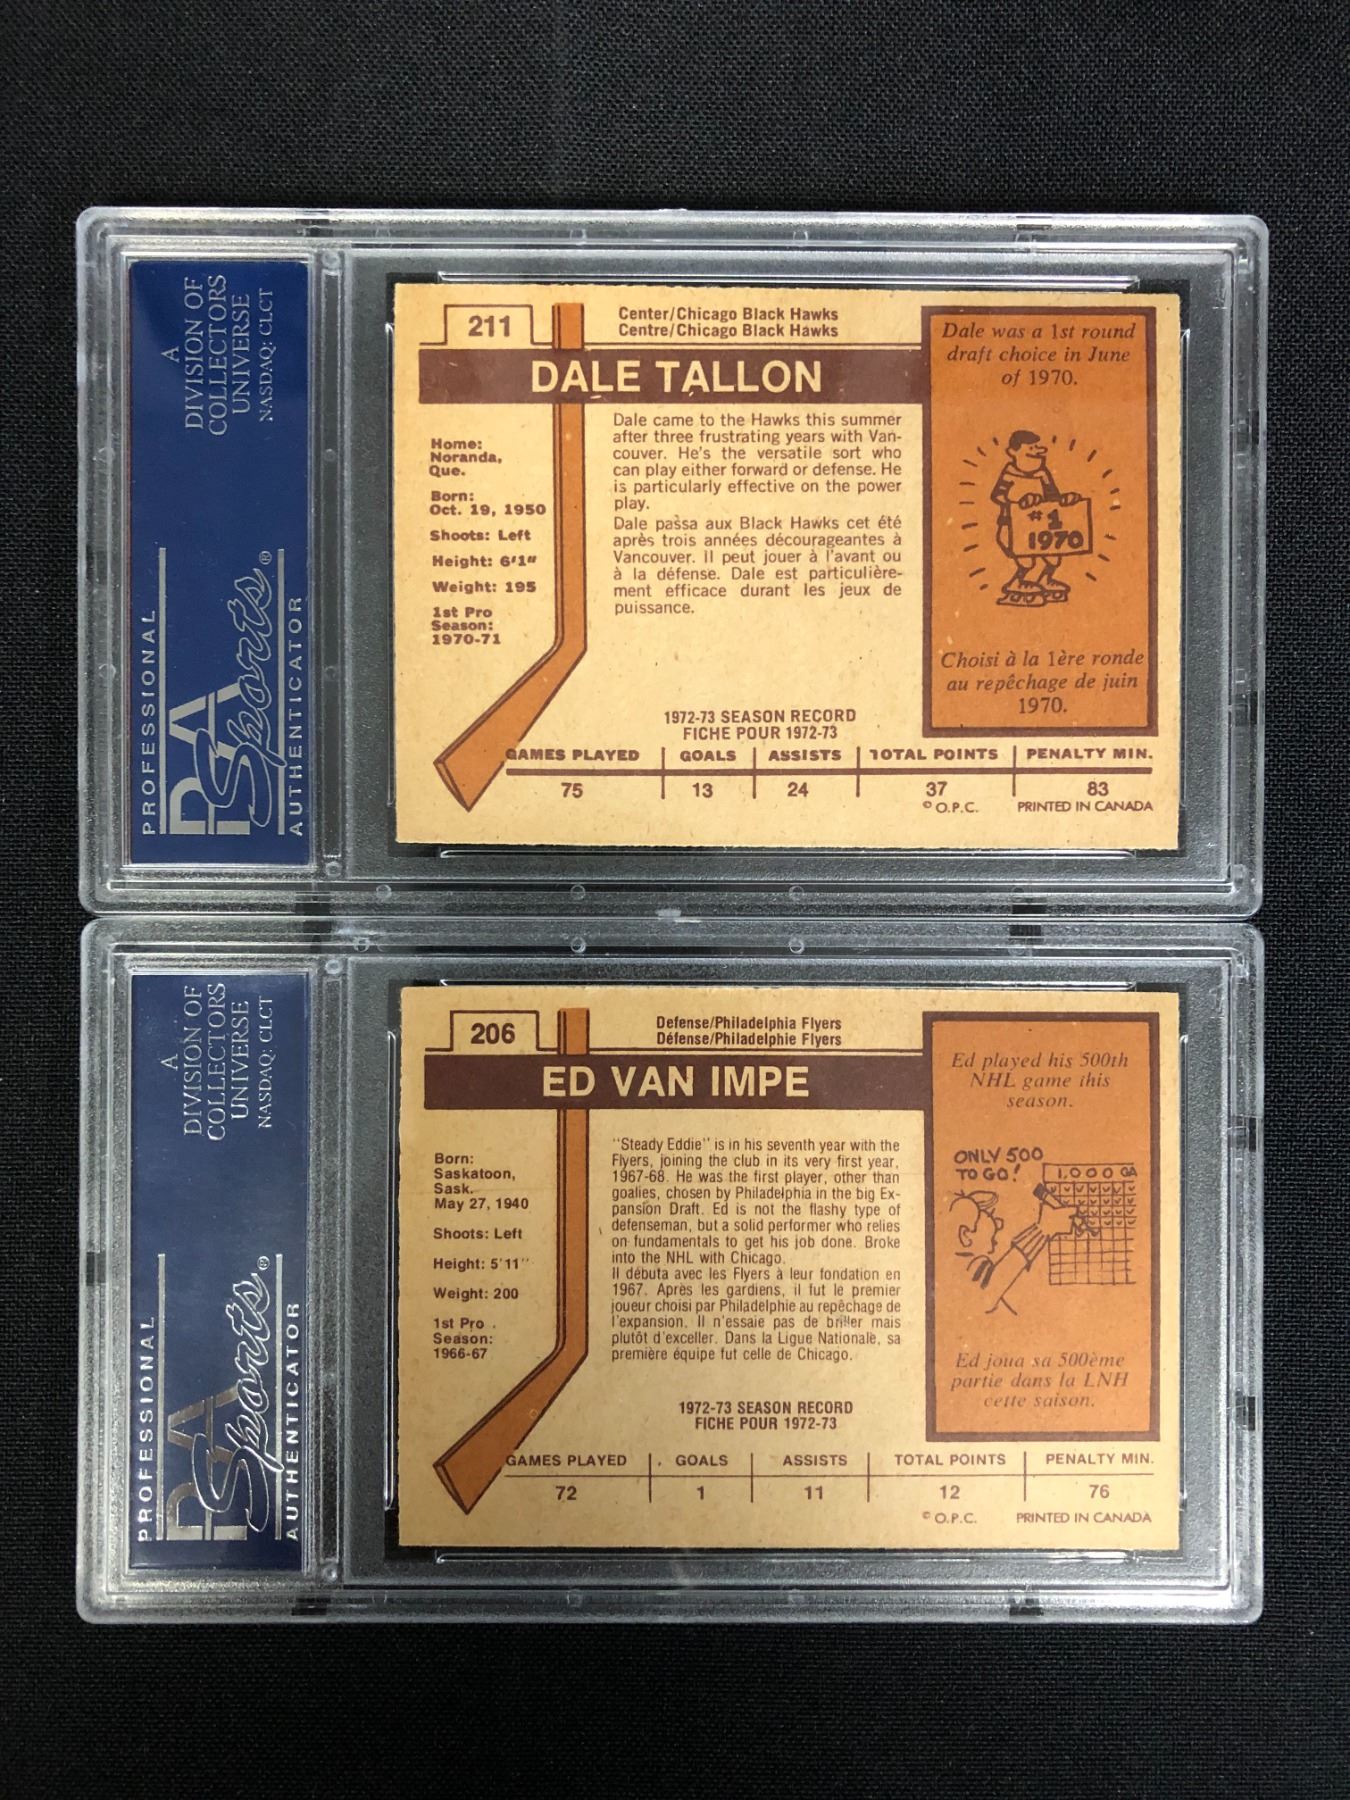 A
DIVISION OF
COLLECTORS
UNIVERSE
NASDAQ: CLCT
PROFESSIONAL
PSA
Sports®
AUTHENTICATOR
211
Center/Chicago Black Hawks
Centre/Chicago Black Hawks
DALE TALLON
Home:
Noranda,
Que.
Born:
Oct. 19, 1950
Shoots: Left
Height: 6'1"
Weight: 195
1st Pro
Season:
1970-71
Dale came to the Hawks this summer
after three frustrating years with Van-
couver. He's the versatile sort who
can play either forward or defense. He
is particularly effective on the power
play.
Dale passa aux Black Hawks cet été
après trois années décourageantes à
Vancouver. Il peut jouer à l'avant ou
à la défense. Dale est particulière-
ment efficace durant les jeux de
puissance.
Dale was a 1st round
draft choice in June
of 1970.
#1
1970
Choisi à la 1ère ronde
au repêchage de juin
1970.
1972-73 SEASON RECORD
FICHE POUR 1972-73
GAMES PLAYED GOALS ASSISTS TOTAL POINTS PENALTY MIN.
75 13 24 37 83
© O.P.C. PRINTED IN CANADA
A
DIVISION OF
COLLECTORS
UNIVERSE
NASDAQ: CLCT
PROFESSIONAL
PSA
Sports®
AUTHENTICATOR
206
Defense/Philadelphia Flyers
Défense/Philadelphie Flyers
ED VAN IMPE
Born:
Saskatoon,
Sask.
May 27, 1940
Shoots: Left
Height: 5'11"
Weight: 200
1st Pro
Season:
1966-67
"Steady Eddie" is in his seventh year with the
Flyers, joining the club in its very first year,
1967-68. He was the first player, other than
goalies, chosen by Philadelphia in the big Ex-
pansion Draft. Ed is not the flashy type of
defenseman, but a solid performer who relies
on fundamentals to get his job done. Broke
into the NHL with Chicago.
Il débuta avec les Flyers à leur fondation en
1967. Après les gardiens, il fut le premier
joueur choisi par Philadelphie au repêchage de
l'expansion. Il n'essaie pas de briller mais
plutôt d'exceller. Dans la Ligue Nationale, sa
première équipe fut celle de Chicago.
Ed played his 500th
NHL game this
season.
ONLY 500
TO GO!
1,000 GA
Ed joua sa 500ème
partie dans la LNH
cette saison.
1972-73 SEASON RECORD
FICHE POUR 1972-73
GAMES PLAYED GOALS ASSISTS TOTAL POINTS PENALTY MIN.
72 1 11 12 76
© O.P.C. PRINTED IN CANADA